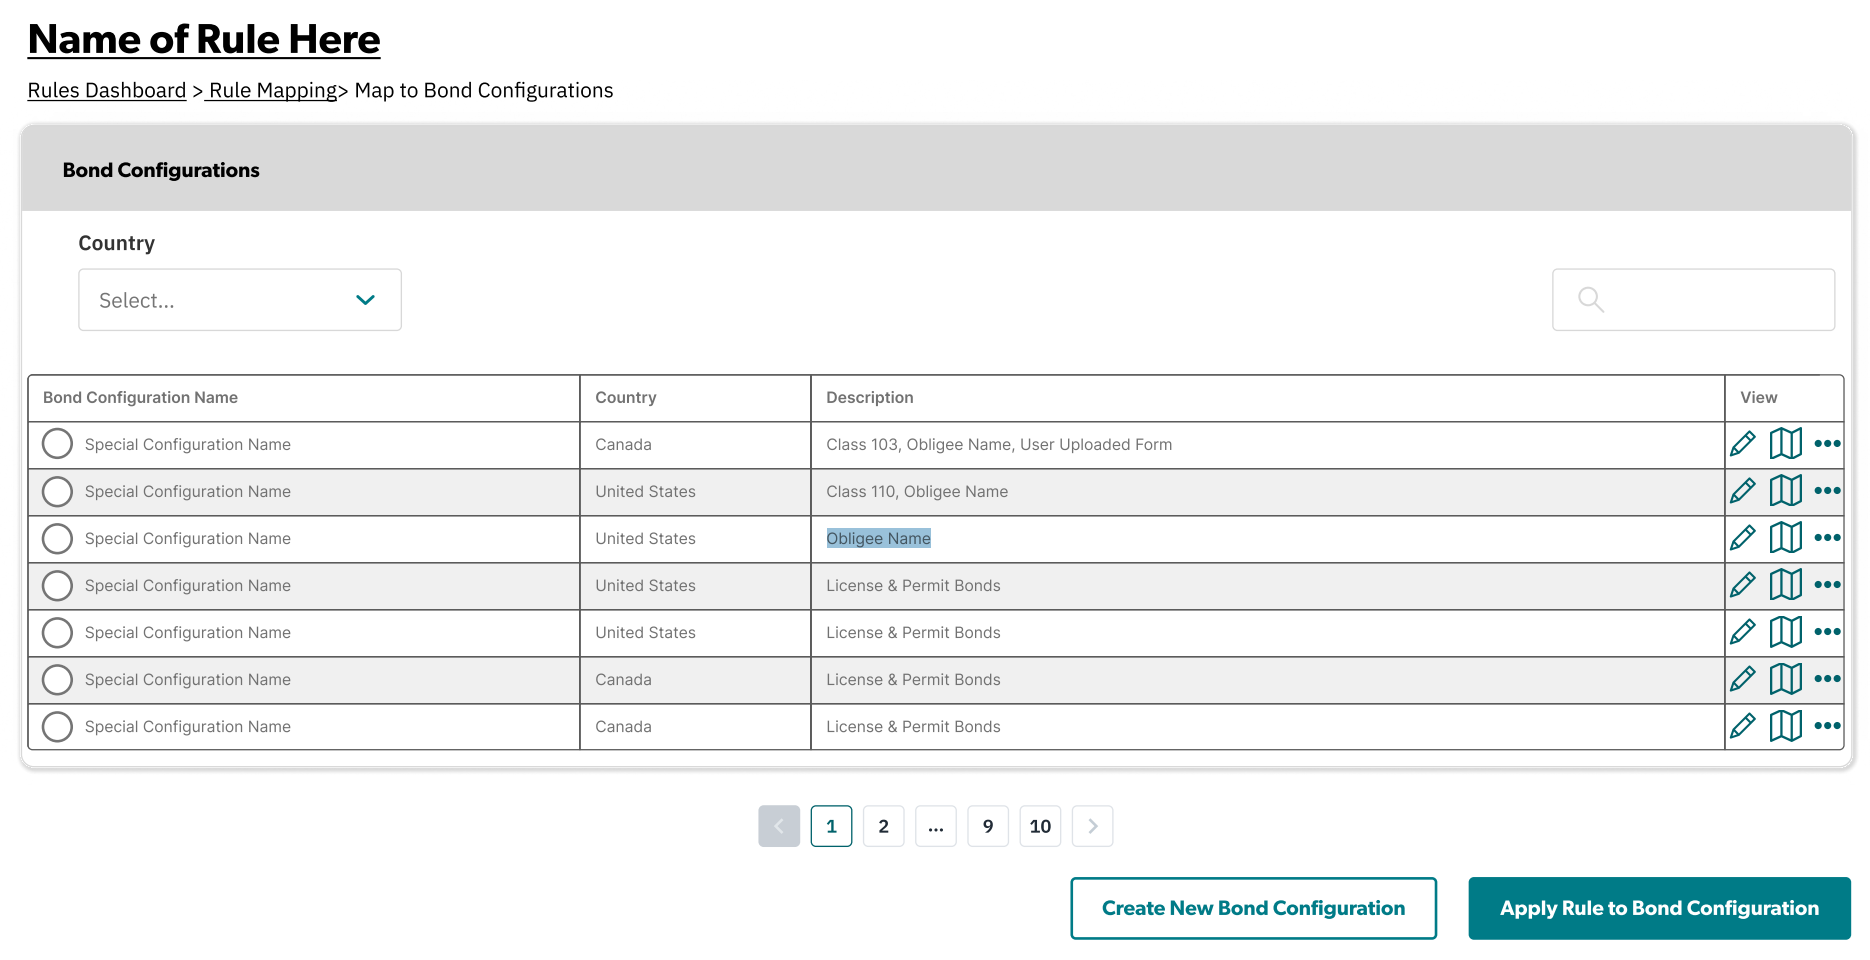 Name of Rule Here
Rules Dashboard > Rule Mapping> Map to Bond Configurations
Bond Configurations
Country
Select...
Bond Configuration Name Country Description View
Special Configuration Name Canada Class 103, Obligee Name, User Uploaded Form
Special Configuration Name United States Class 110, Obligee Name
Special Configuration Name United States Obligee Name
Special Configuration Name United States License & Permit Bonds
Special Configuration Name United States License & Permit Bonds
Special Configuration Name Canada License & Permit Bonds
Special Configuration Name Canada License & Permit Bonds
1 2 ... 9 10
Create New Bond Configuration Apply Rule to Bond Configuration